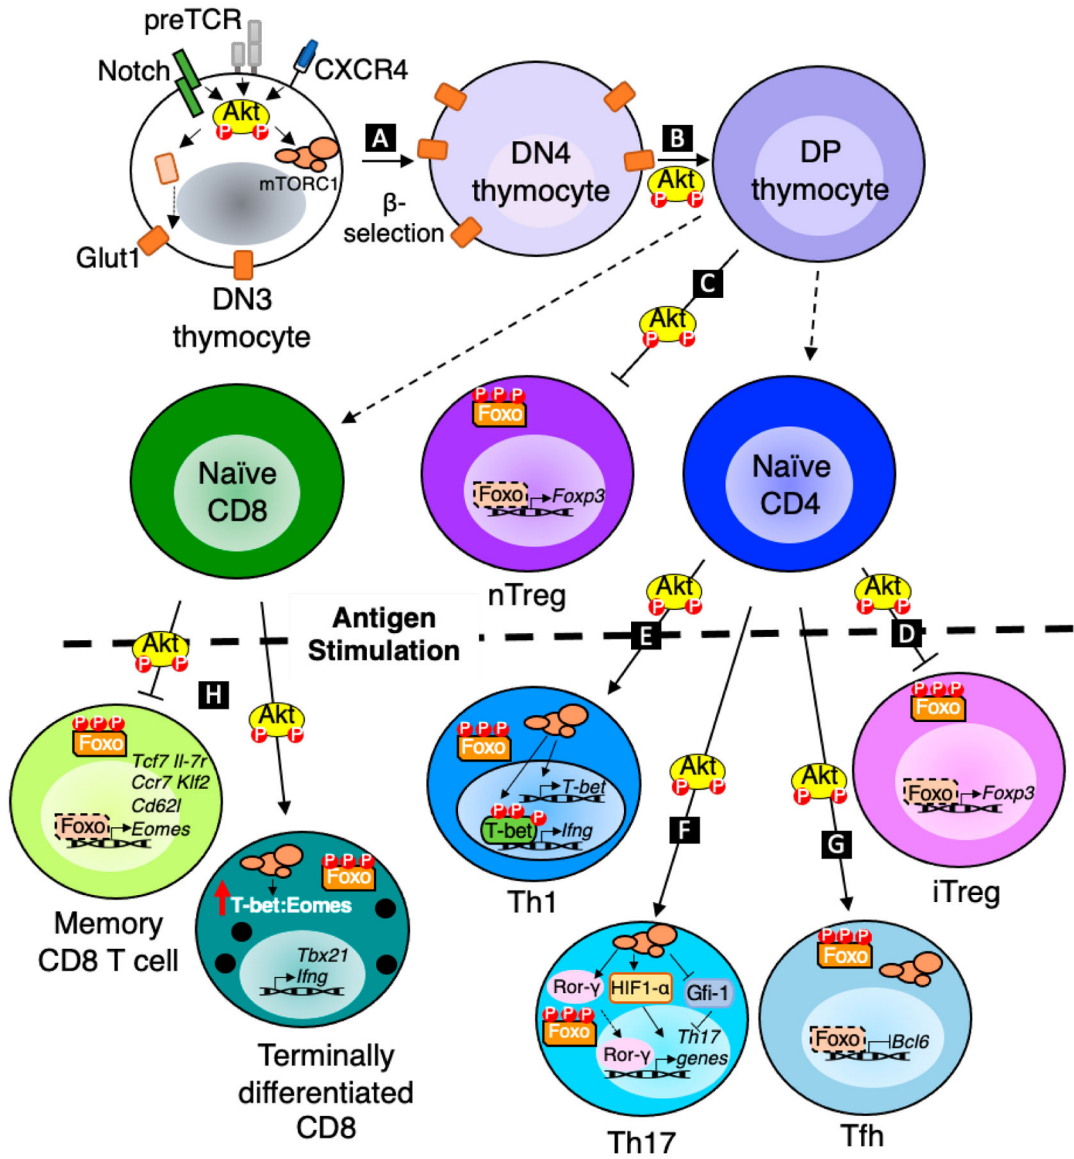 preTCR
Notch
CXCR4
Akt
P P
mTORC1
Glut1
DN3
thymocyte
A
β-
selection
DN4
thymocyte
B
Akt
P P
DP
thymocyte
C
Akt
P P
Naïve
CD8
P P P
Foxo
Foxo
Foxp3
nTreg
Naïve
CD4
Antigen
Stimulation
Akt
P P
E
Akt
P P
D
Akt
P P
H
Akt
P P
P P P
Foxo
Tcf7 Il-7r
Ccr7 Klf2
Cd62l
Foxo
Eomes
Memory
CD8 T cell
P P P
Foxo
T-bet:Eomes
Tbx21
Ifng
Terminally
differentiated
CD8
P P P
Foxo
T-bet
P P P
T-bet
Ifng
Th1
Akt
P P
F
Akt
P P
G
P P P
Foxo
Foxo
Foxp3
iTreg
Ror-γ
HIF1-α
Gfi-1
P P P
Foxo
Th17
genes
Ror-γ
Th17
P P P
Foxo
Foxo
Bcl6
Tfh